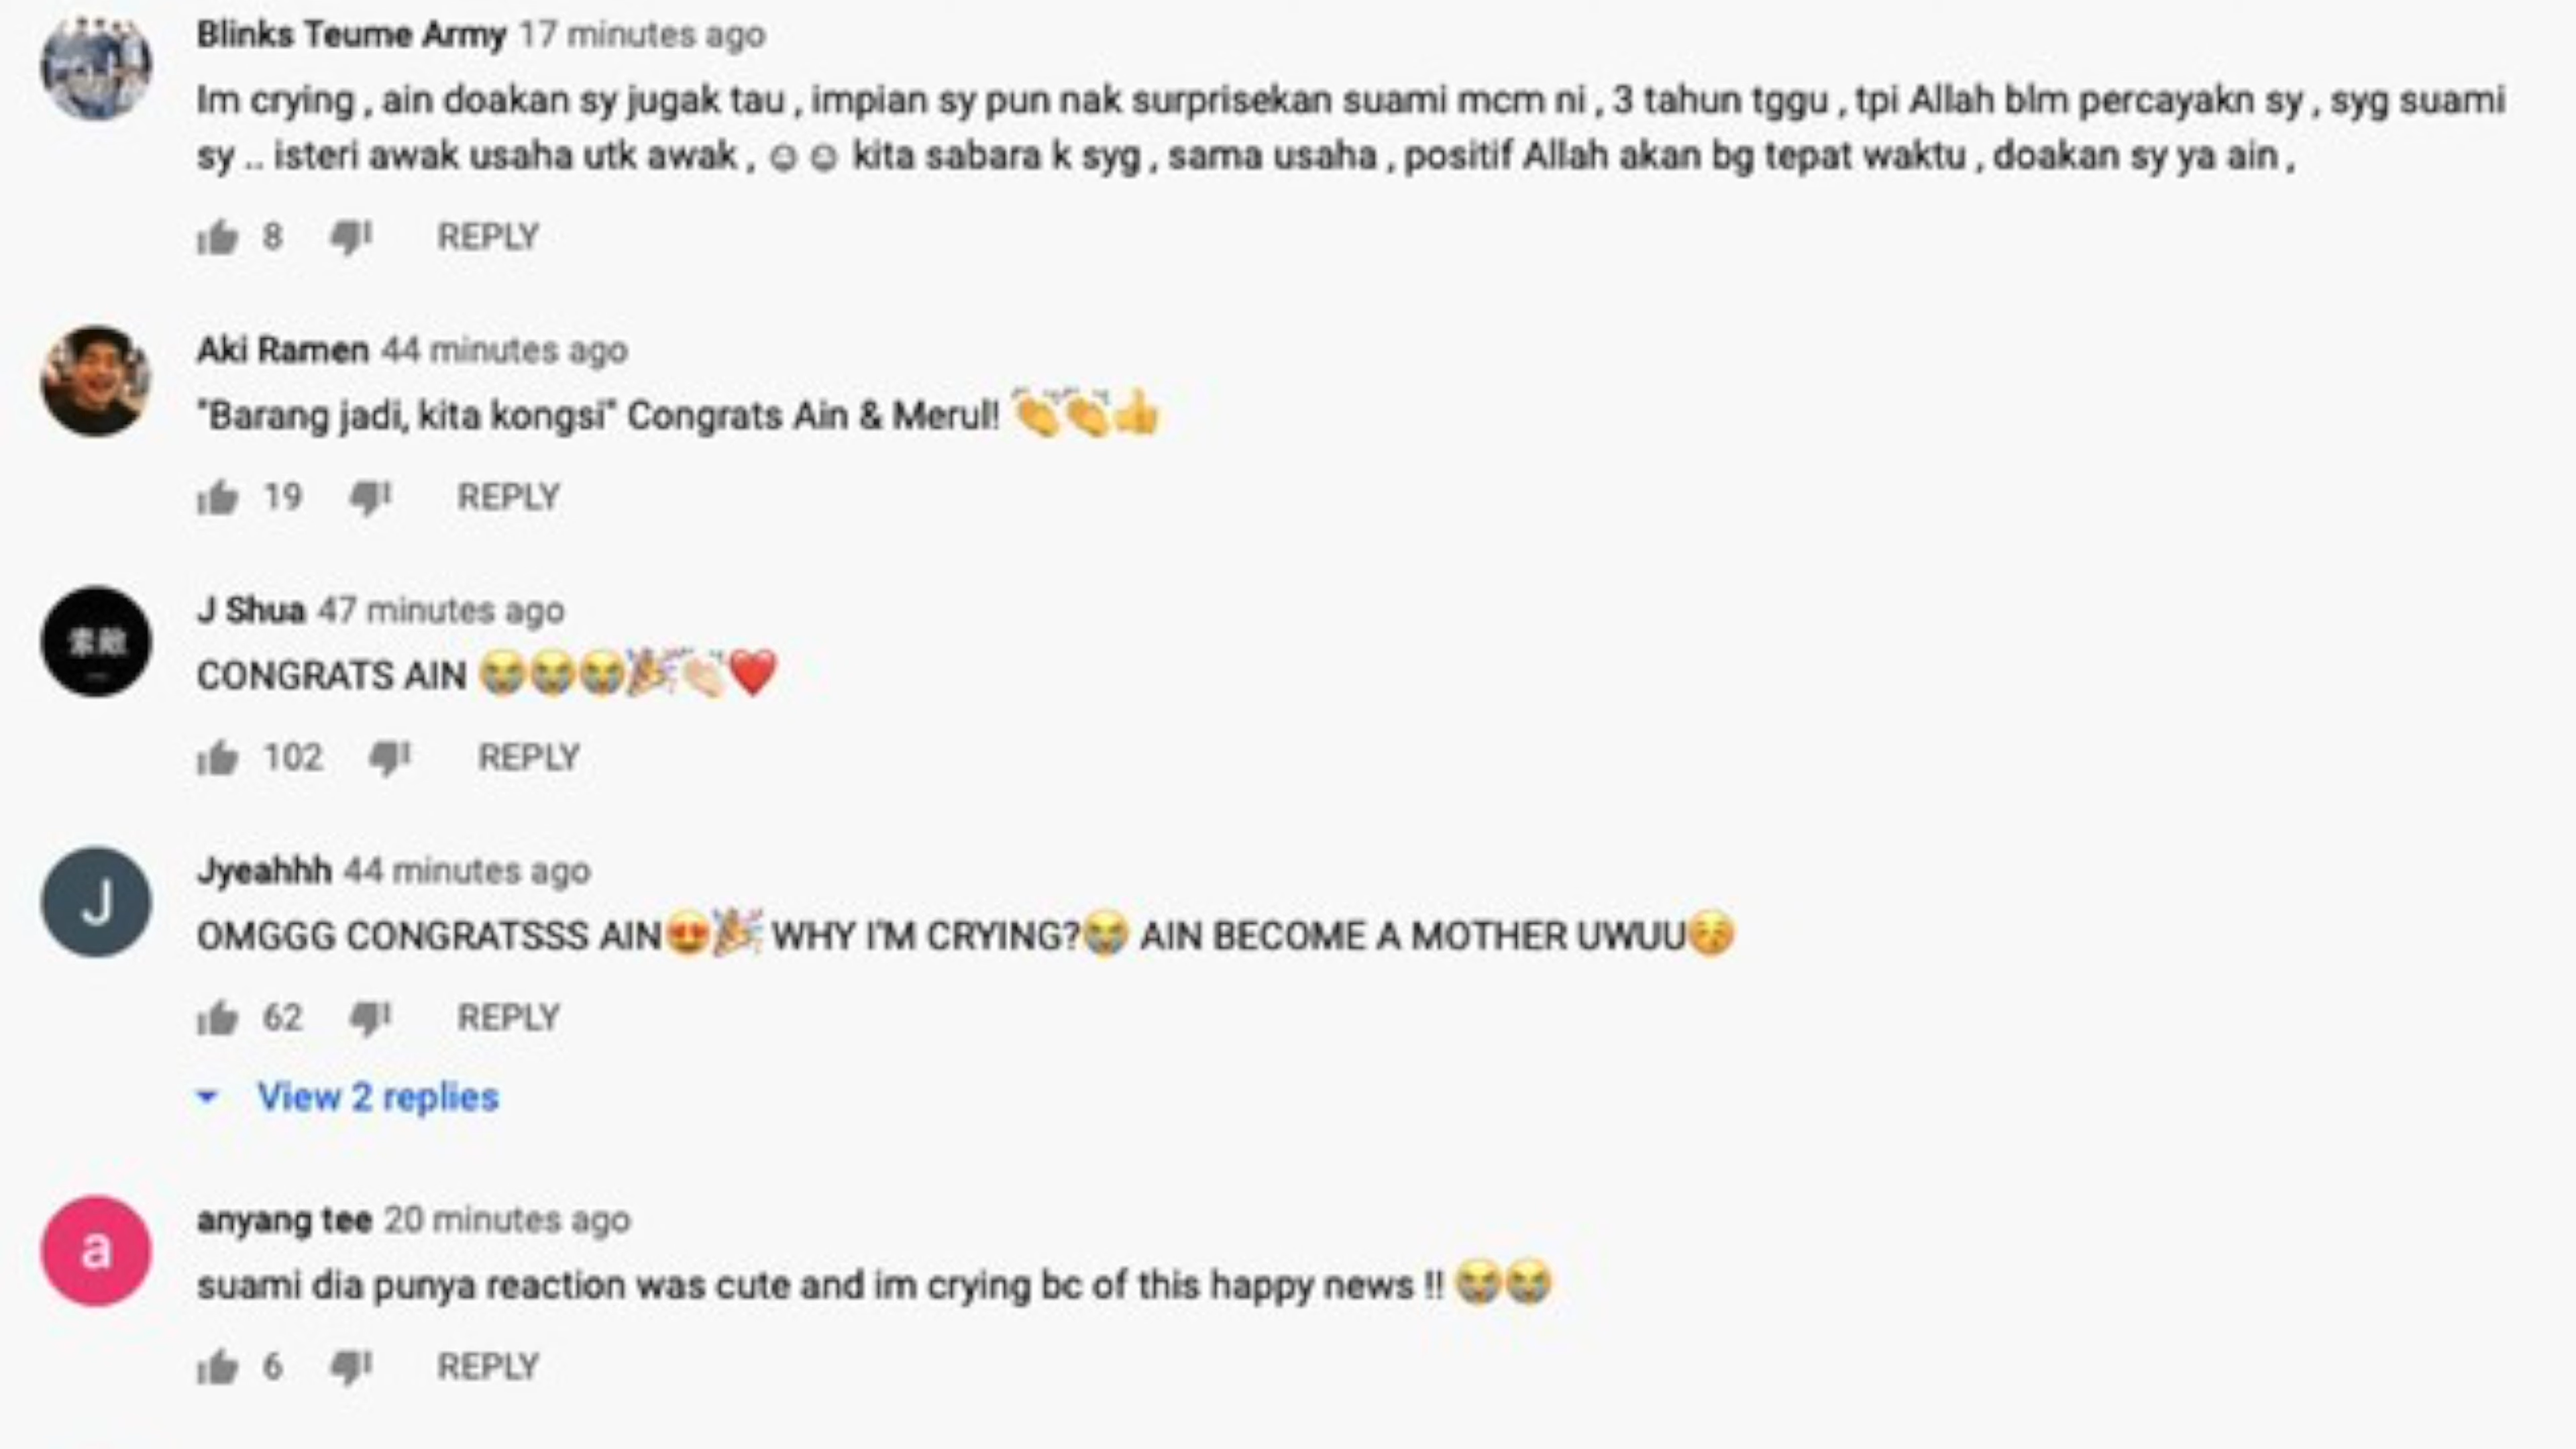 Blinks Teume Army 17 minutes ago
Im crying , ain doakan sy jugak tau , impian sy pun nak surprisekan suami mcm ni , 3 tahun tggu , tpi Allah blm percayakn sy , syg suami
sy .. isteri awak usaha utk awak , ☺☺ kita sabara k syg , sama usaha , positif Allah akan bg tepat waktu , doakan sy ya ain ,
8 REPLY
Aki Ramen 44 minutes ago
"Barang jadi, kita kongsi" Congrats Ain & Merul! 👏👏👍
19 REPLY
J Shua 47 minutes ago
CONGRATS AIN 😭😭😭🎉👏🏻❤️
102 REPLY
J
Jyeahhh 44 minutes ago
OMGGG CONGRATSSS AIN😍🎉 WHY I'M CRYING?😭 AIN BECOME A MOTHER UWUU😚
62 REPLY
View 2 replies
a
anyang tee 20 minutes ago
suami dia punya reaction was cute and im crying bc of this happy news !! 😭😭
6 REPLY